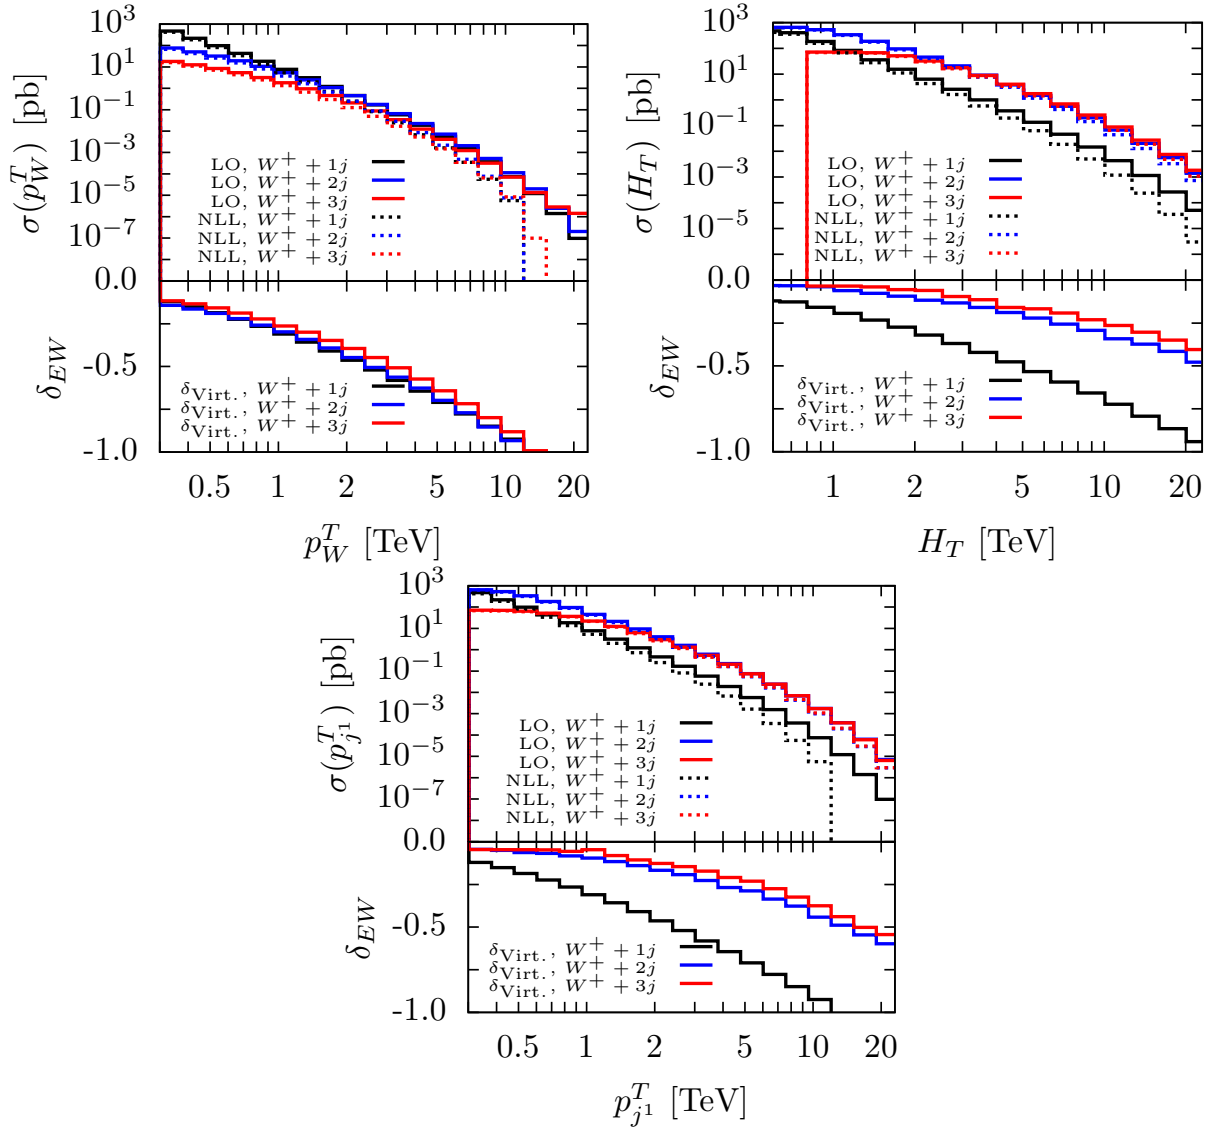 σ(p_W^T) [pb]
10^3
10^1
10^-1
10^-3
10^-5
10^-7
0.0
LO, W^+ + 1j
LO, W^+ + 2j
LO, W^+ + 3j
NLL, W^+ + 1j
NLL, W^+ + 2j
NLL, W^+ + 3j
δ_EW
-0.5
-1.0
δ_Virt., W^+ + 1j
δ_Virt., W^+ + 2j
δ_Virt., W^+ + 3j
0.5 1 2 5 10 20
p_W^T [TeV]
σ(H_T) [pb]
10^3
10^1
10^-1
10^-3
10^-5
0.0
LO, W^+ + 1j
LO, W^+ + 2j
LO, W^+ + 3j
NLL, W^+ + 1j
NLL, W^+ + 2j
NLL, W^+ + 3j
δ_EW
-0.5
-1.0
δ_Virt., W^+ + 1j
δ_Virt., W^+ + 2j
δ_Virt., W^+ + 3j
1 2 5 10 20
H_T [TeV]
σ(p_{j^1}^T) [pb]
10^3
10^1
10^-1
10^-3
10^-5
10^-7
0.0
LO, W^+ + 1j
LO, W^+ + 2j
LO, W^+ + 3j
NLL, W^+ + 1j
NLL, W^+ + 2j
NLL, W^+ + 3j
δ_EW
-0.5
-1.0
δ_Virt., W^+ + 1j
δ_Virt., W^+ + 2j
δ_Virt., W^+ + 3j
0.5 1 2 5 10 20
p_{j^1}^T [TeV]